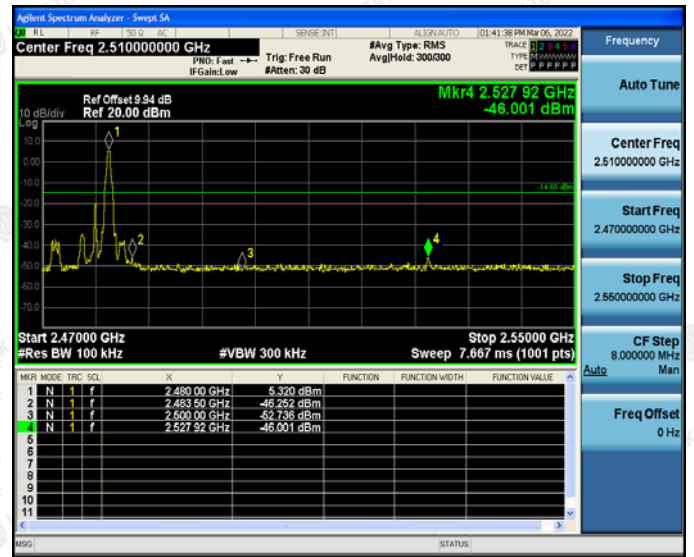 Agilent Spectrum Analyzer - Swept SA
RL RF 50 Ω AC SENSE:INT ALIGN AUTO 01:41:38 PM Mar 06, 2022
Center Freq 2.510000000 GHz
PNO: Fast
IFGain:Low
Trig: Free Run
#Atten: 30 dB
#Avg Type: RMS
Avg|Hold: 300/300
TRACE 1 2 3 4 5 6
TYPE M
DET P P P P P P
Ref Offset 9.94 dB
10 dB/div Ref 20.00 dBm
Log
Mkr4 2.527 92 GHz
-46.001 dBm
1
10.0
0.00
-10.0
-14.68 dBm
-20.0
-30.0
2
3
4
-40.0
-50.0
-60.0
-70.0
Start 2.47000 GHz Stop 2.55000 GHz
#Res BW 100 kHz #VBW 300 kHz Sweep 7.667 ms (1001 pts)
MKR MODE TRC SCL X Y FUNCTION FUNCTION WIDTH FUNCTION VALUE
1 N 1 f 2.480 00 GHz 5.320 dBm
2 N 1 f 2.483 50 GHz -46.252 dBm
3 N 1 f 2.500 00 GHz -52.736 dBm
4 N 1 f 2.527 92 GHz -46.001 dBm
5
6
7
8
9
10
11
MSG STATUS
Frequency
Auto Tune
Center Freq
2.510000000 GHz
Start Freq
2.470000000 GHz
Stop Freq
2.550000000 GHz
CF Step
8.000000 MHz
Auto Man
Freq Offset
0 Hz